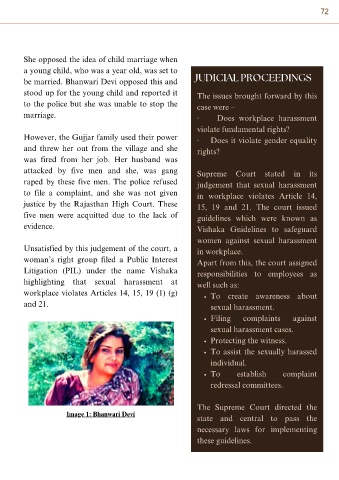 72
She opposed the idea of child marriage when
a young child, who was a year old, was set to
be married. Bhanwari Devi opposed this and
stood up for the young child and reported it
to the police but she was unable to stop the
marriage.
However, the Gujjar family used their power
and threw her out from the village and she
was fired from her job. Her husband was
attacked by five men and she, was gang
raped by these five men. The police refused
to file a complaint, and she was not given
justice by the Rajasthan High Court. These
five men were acquitted due to the lack of
evidence.
Unsatisfied by this judgement of the court, a
woman's right group filed a Public Interest
Litigation (PIL) under the name Vishaka
highlighting that sexual harassment at
workplace violates Articles 14, 15, 19 (1) (g)
and 21.
Image 1: Bhanwari Devi
JUDICIAL PROCEEDINGS
The issues brought forward by this
case were –
· Does workplace harassment
violate fundamental rights?
· Does it violate gender equality
rights?
Supreme Court stated in its
judgement that sexual harassment
in workplace violates Article 14,
15, 19 and 21. The court issued
guidelines which were known as
Vishaka Guidelines to safeguard
women against sexual harassment
in workplace.
Apart from this, the court assigned
responsibilities to employees as
well such as:
• To create awareness about
sexual harassment.
• Filing complaints against
sexual harassment cases.
• Protecting the witness.
• To assist the sexually harassed
individual.
• To establish complaint
redressal committees.
The Supreme Court directed the
state and central to pass the
necessary laws for implementing
these guidelines.